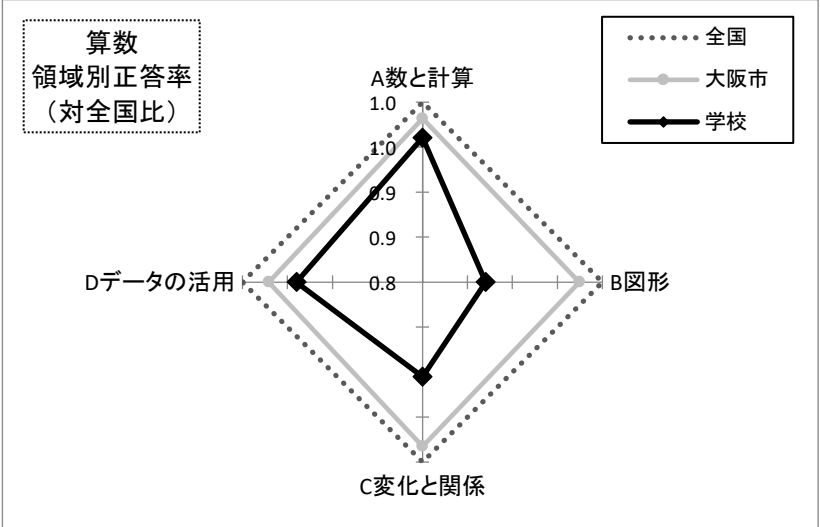 算数
領域別正答率
（対全国比）
全国
大阪市
学校
A数と計算
1.0
1.0
0.9
0.9
0.8
Dデータの活用
B図形
C変化と関係